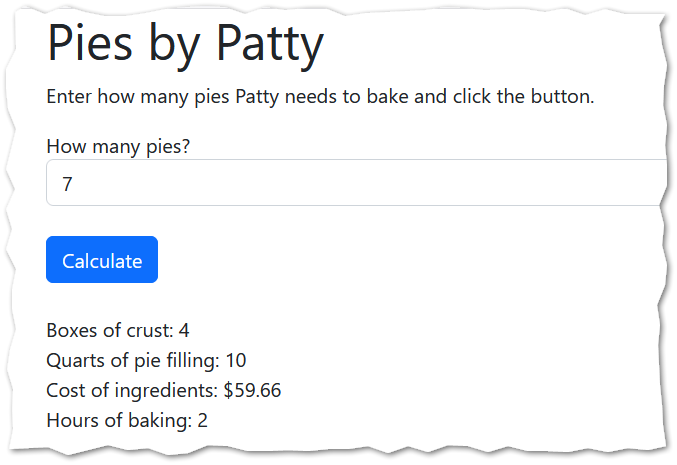 Pies by Patty
Enter how many pies Patty needs to bake and click the button.
How many pies?
7
Calculate
Boxes of crust: 4
Quarts of pie filling: 10
Cost of ingredients: $59.66
Hours of baking: 2